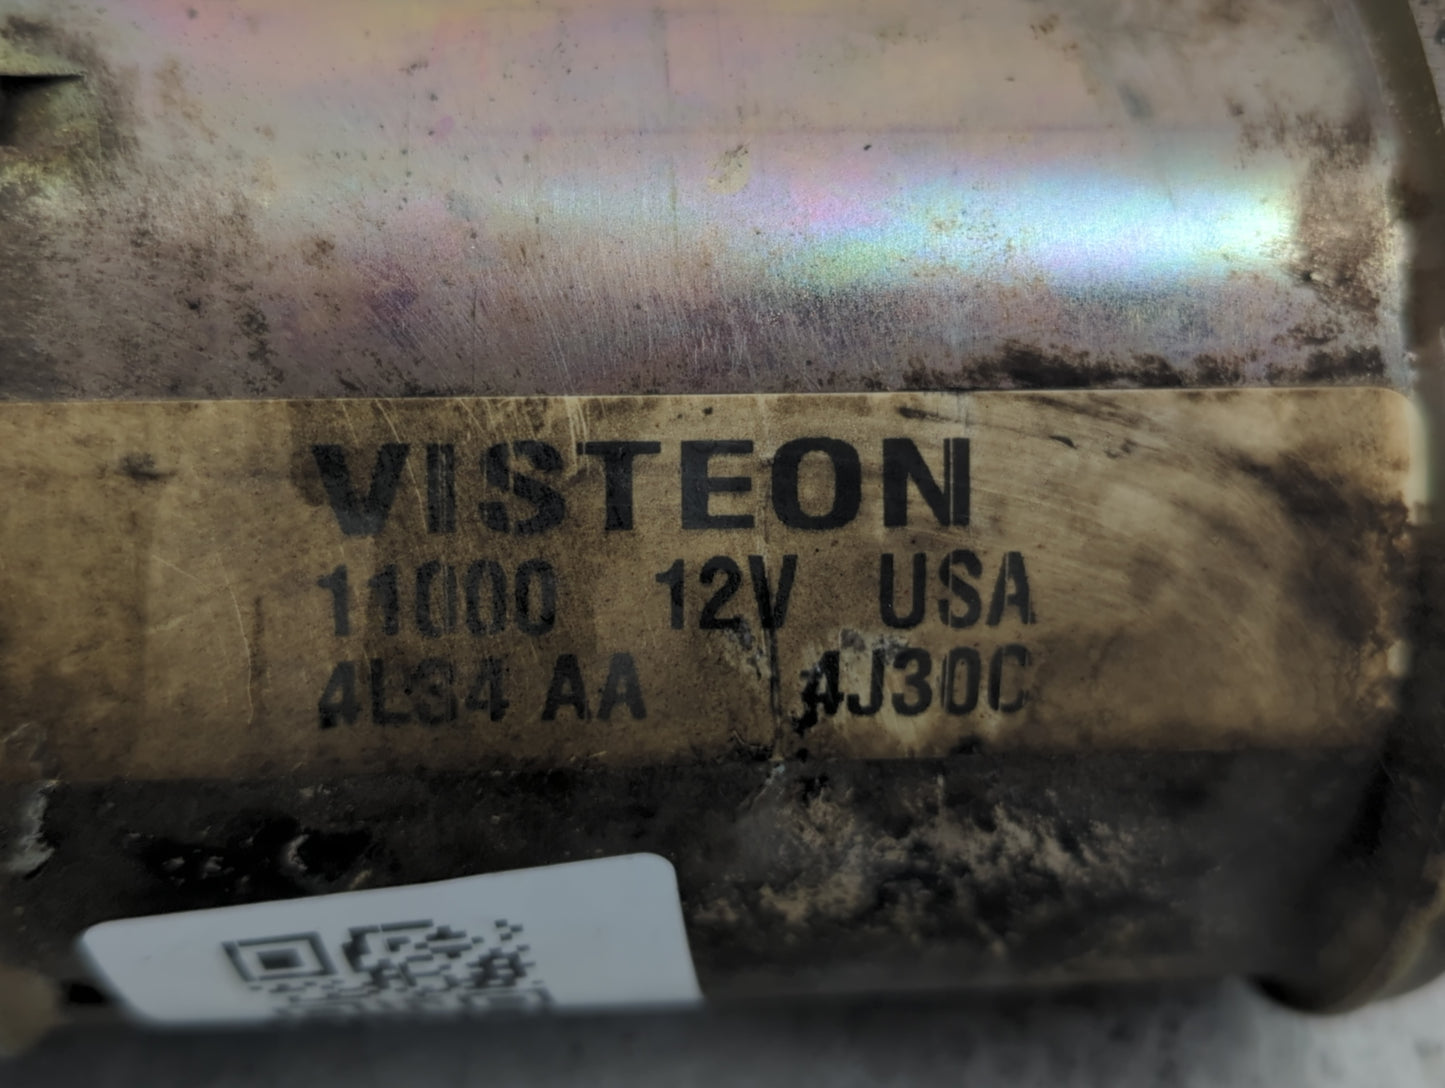 VISTEON
11000 12V USA
4L34 AA 4J30C